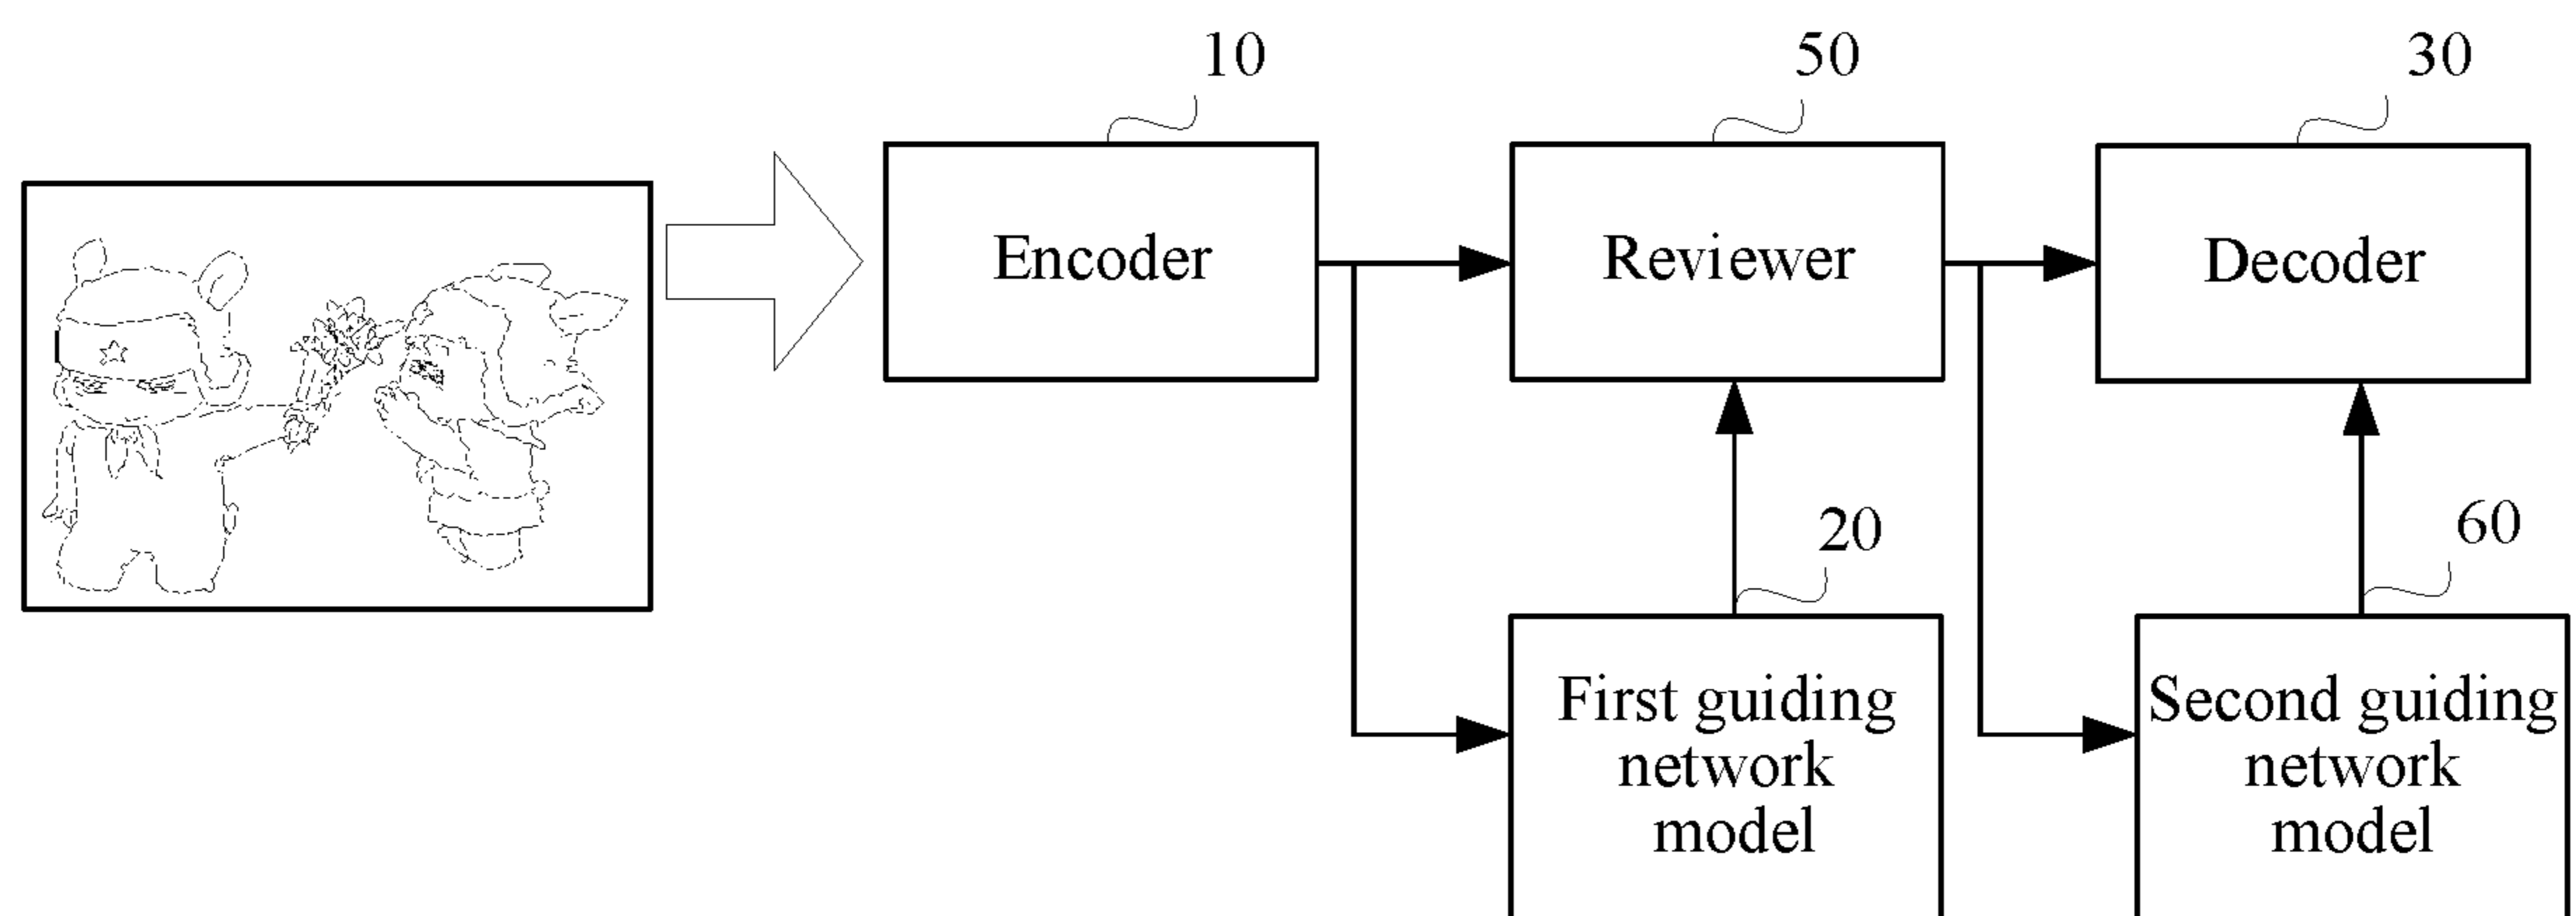 10
50
30
Encoder
Reviewer
Decoder
20
60
First guiding
network
model
Second guiding
network
model